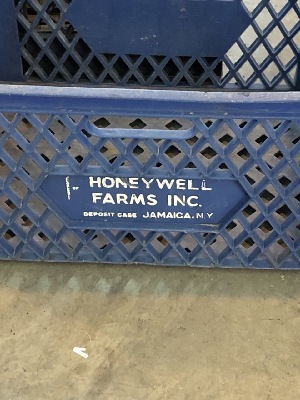 HONEYWELL
FARMS INC.
DEPOSIT CASE JAMAICA, N.Y